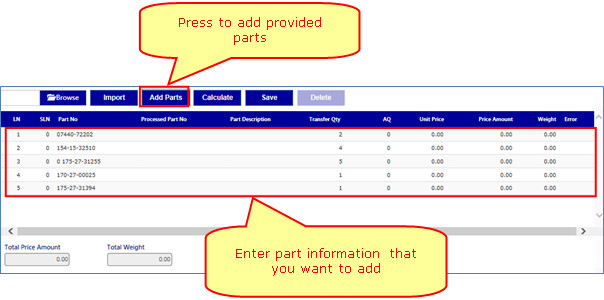 Press to add provided
parts
Browse Import Add Parts Calculate Save Delete
LN SLN Part No Processed Part No Part Description Transfer Qty AQ Unit Price Price Amount Weight Error
1 0 07440-72202 2 0 0.00 0.00 0.00
2 0 154-15-32510 4 0 0.00 0.00 0.00
3 0 0 175-27-31255 5 0 0.00 0.00 0.00
4 0 170-27-00025 1 0 0.00 0.00 0.00
5 0 175-27-31394 1 0 0.00 0.00 0.00
Total Price Amount Total Weight
0.00 0.00
Enter part information that
you want to add